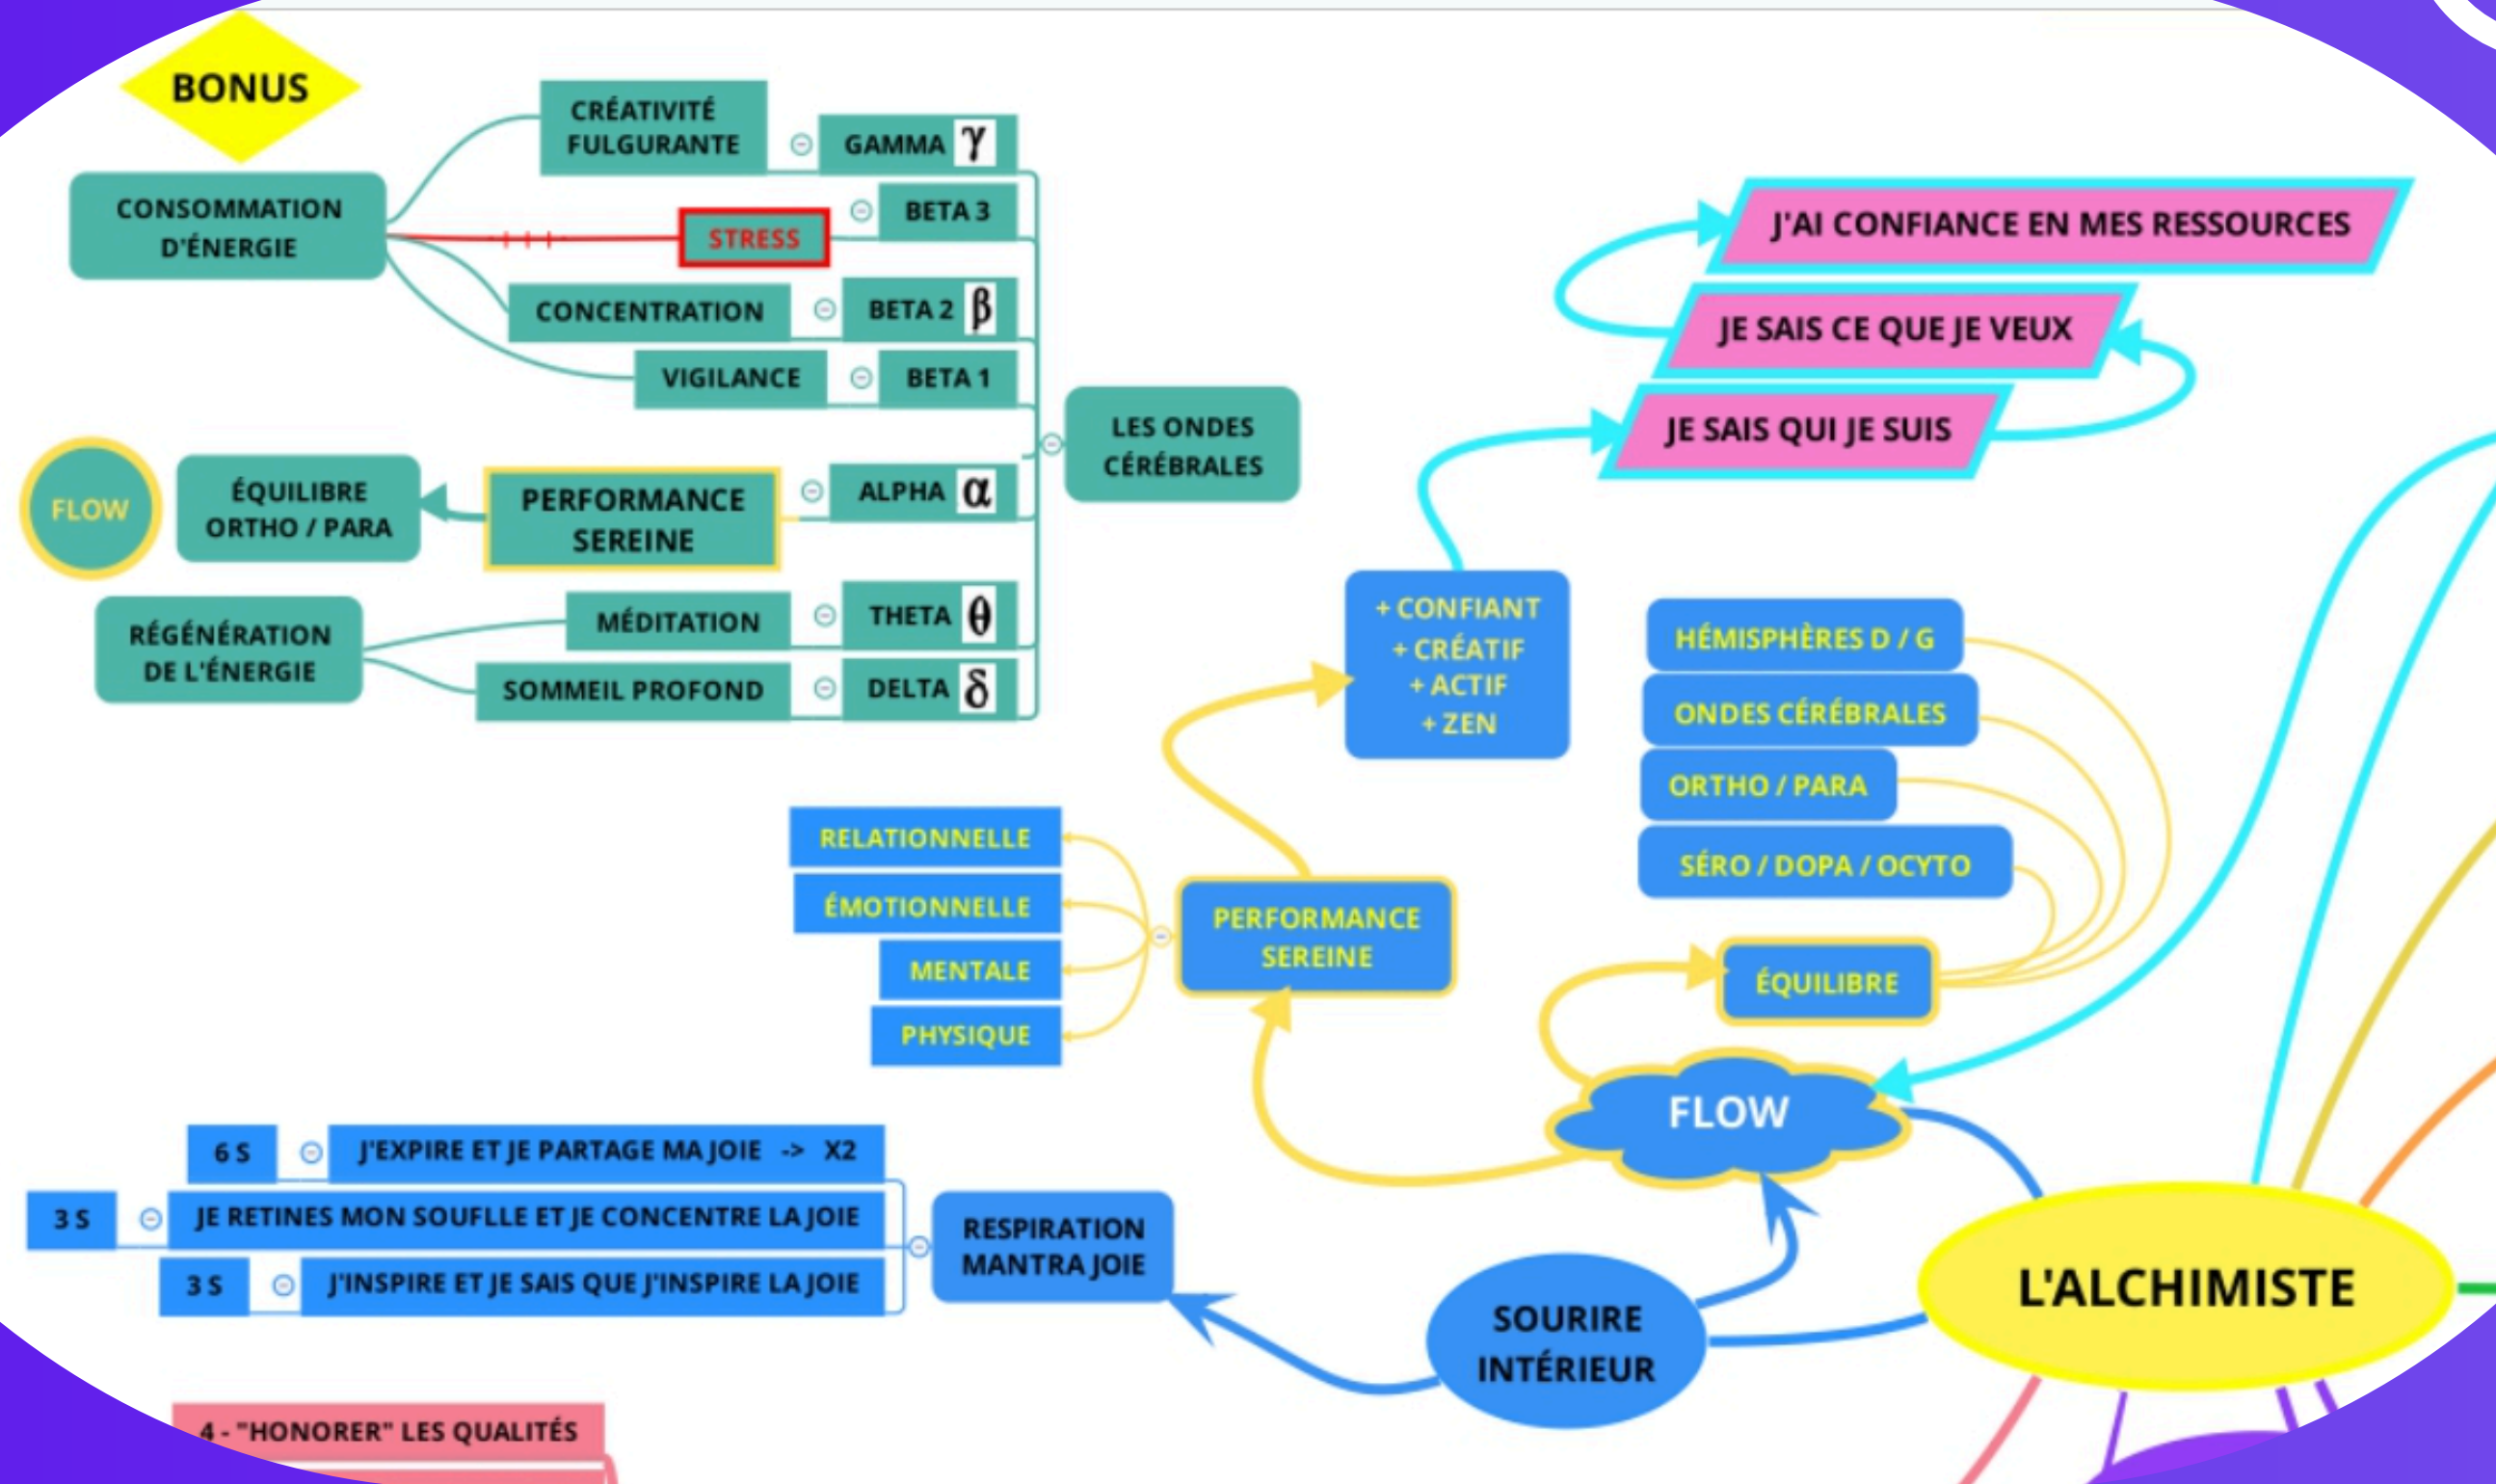 BONUS
CONSOMMATION
D'ÉNERGIE
CRÉATIVITÉ
FULGURANTE
GAMMA γ
STRESS
BETA 3
CONCENTRATION
BETA 2 β
VIGILANCE
BETA 1
LES ONDES
CÉRÉBRALES
FLOW
ÉQUILIBRE
ORTHO / PARA
PERFORMANCE
SEREINE
ALPHA α
RÉGÉNÉRATION
DE L'ÉNERGIE
MÉDITATION
THETA θ
SOMMEIL PROFOND
DELTA δ
J'AI CONFIANCE EN MES RESSOURCES
JE SAIS CE QUE JE VEUX
JE SAIS QUI JE SUIS
+ CONFIANT
+ CRÉATIF
+ ACTIF
+ ZEN
HÉMISPHÈRES D / G
ONDES CÉRÉBRALES
ORTHO / PARA
SÉRO / DOPA / OCYTO
ÉQUILIBRE
RELATIONNELLE
ÉMOTIONNELLE
MENTALE
PHYSIQUE
PERFORMANCE
SEREINE
FLOW
6 S
J'EXPIRE ET JE PARTAGE MA JOIE -> X2
3 S
JE RETINES MON SOUFLLE ET JE CONCENTRE LA JOIE
3 S
J'INSPIRE ET JE SAIS QUE J'INSPIRE LA JOIE
RESPIRATION
MANTRA JOIE
SOURIRE
INTÉRIEUR
L'ALCHIMISTE
4 - "HONORER" LES QUALITÉS